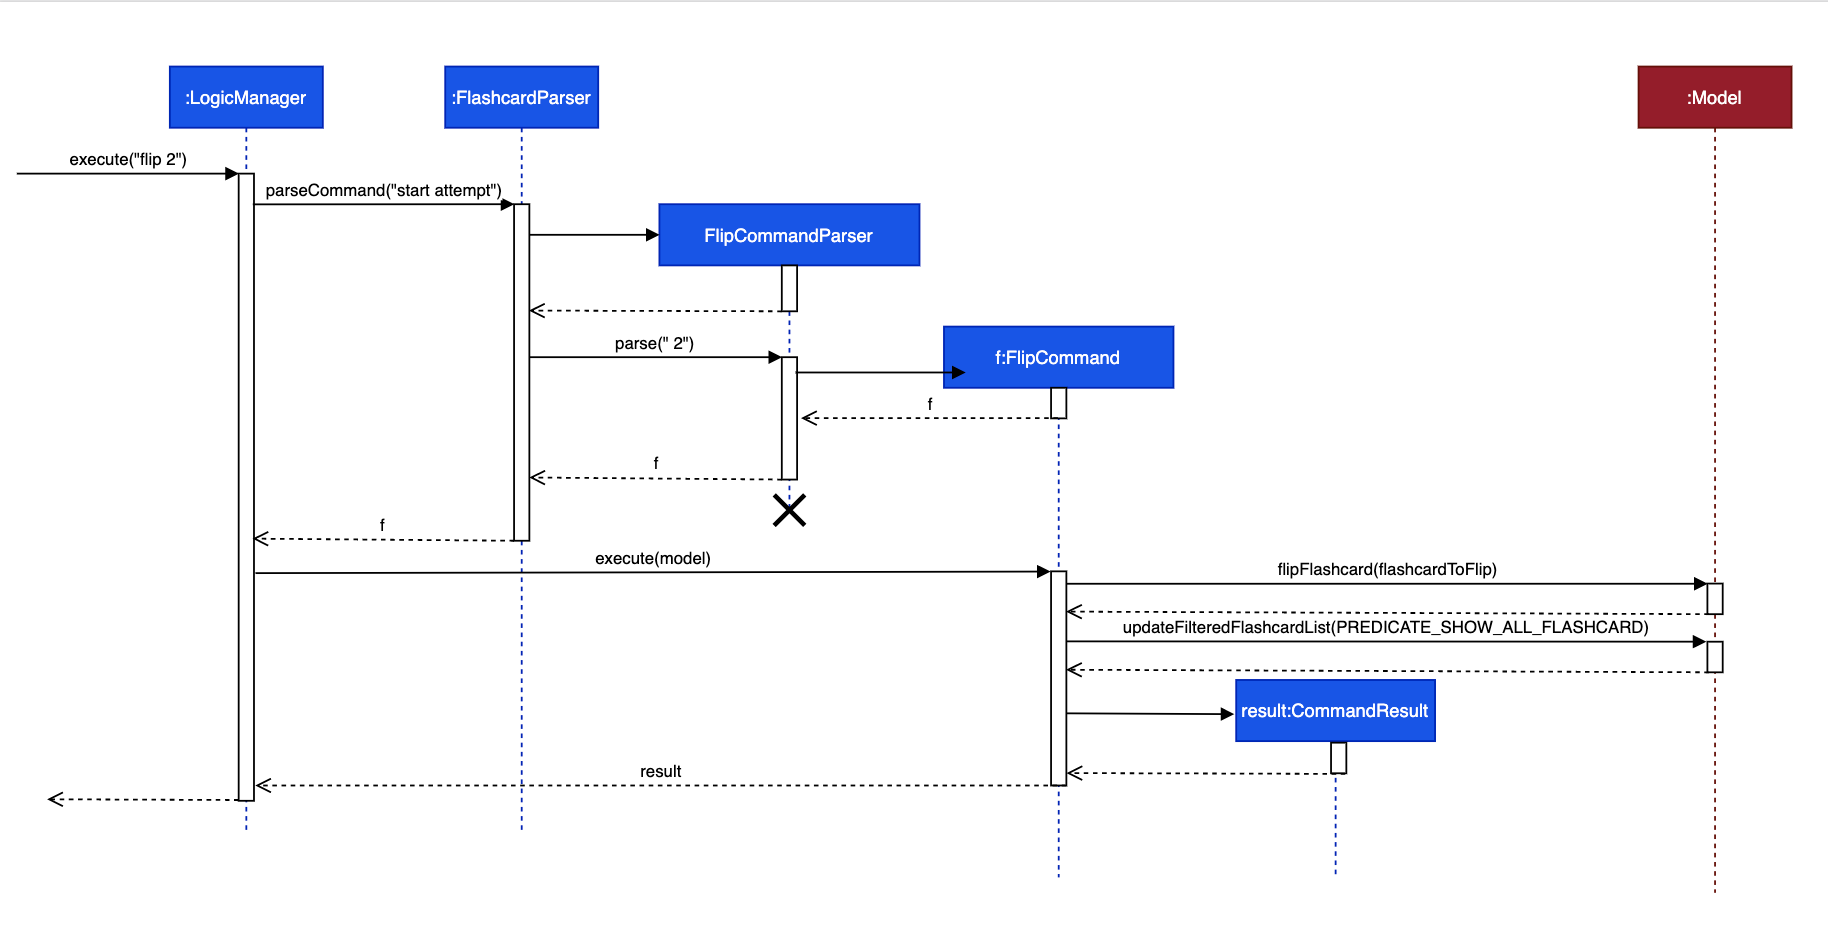 :LogicManager
:FlashcardParser
:Model
execute("flip 2")
parseCommand("start attempt")
FlipCommandParser
parse(" 2")
f:FlipCommand
f
f
f
execute(model)
flipFlashcard(flashcardToFlip)
updateFilteredFlashcardList(PREDICATE_SHOW_ALL_FLASHCARD)
result:CommandResult
result